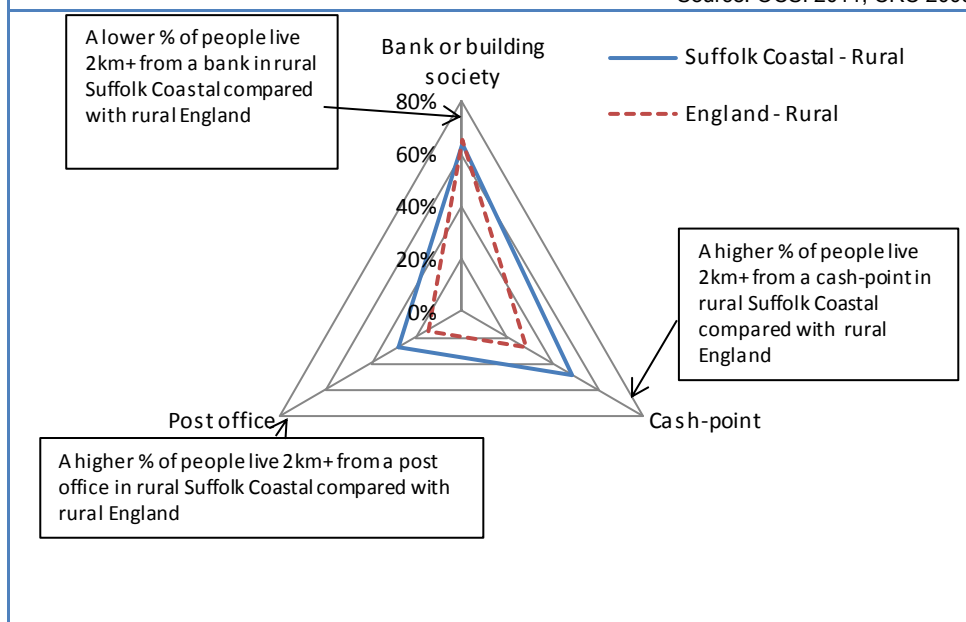 A lower % of people live
2km+ from a bank in rural
Suffolk Coastal compared
with rural England
Bank or building
society
Suffolk Coastal - Rural
England - Rural
80%
60%
40%
20%
0%
A higher % of people live
2km+ from a cash-point in
rural Suffolk Coastal
compared with rural
England
Post office
Cash-point
A higher % of people live 2km+ from a post
office in rural Suffolk Coastal compared with
rural England